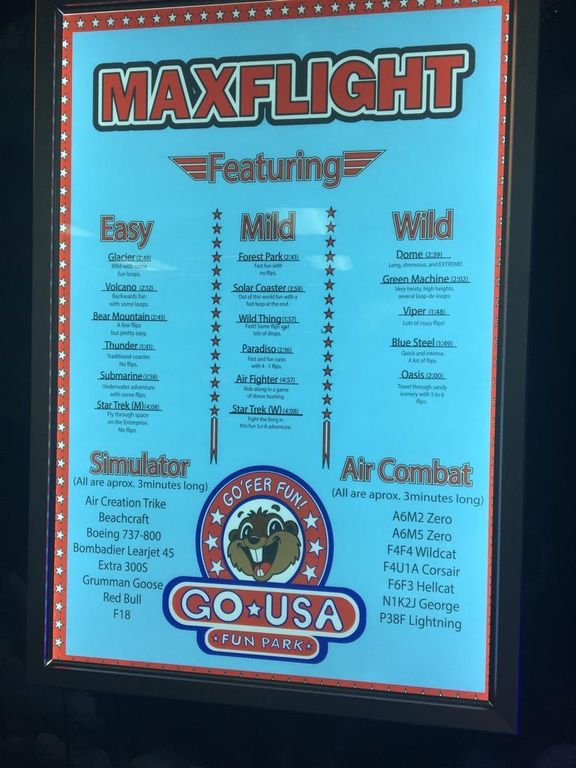 MAXFLIGHT
Featuring
Easy
Glacier (2:48)
Mild with some
fun loops.
Volcano (2:12)
Backwards fun
with some loops.
Bear Mountain (2:45)
A few flips
but pretty easy.
Thunder (1:41)
Traditional coaster.
No flips.
Submarine (3:58)
Underwater adventure
with some flips.
Star Trek (M) (4:08)
Fly through space
on the Enterprise.
No flips.
Mild
Forest Park (2:41)
Fast fun with
no flips.
Solar Coaster (3:58)
Out of this world fun with a
fast loop at the end.
Wild Thing (1:57)
Fast! Some flips and
lots of drops.
Paradiso (2:16)
Fast and fun oasis
with 4 - 5 flips.
Air Fighter (4:57)
Ride along in a game
of drone hunting.
Star Trek (W) (4:08)
Fight the Borg in
this fun Sci-fi adventure.
Wild
Dome (2:39)
Long, strenuous, and EXTREME!
Green Machine (2:02)
Very twisty, high heights,
several loop-de-loops.
Viper (1:48)
Lots of crazy flips!
Blue Steel (1:49)
Quick and intense.
A lot of flips.
Oasis (2:00)
Travel through sandy
scenery with 5 to 6
flips.
Simulator
(All are aprox. 3minutes long)
Air Creation Trike
Beachcraft
Boeing 737-800
Bombadier Learjet 45
Extra 300S
Grumman Goose
Red Bull
F18
GO'FER FUN!
GO USA
FUN PARK
Air Combat
(All are aprox. 3minutes long)
A6M2 Zero
A6M5 Zero
F4F4 Wildcat
F4U1A Corsair
F6F3 Hellcat
N1K2J George
P38F Lightning